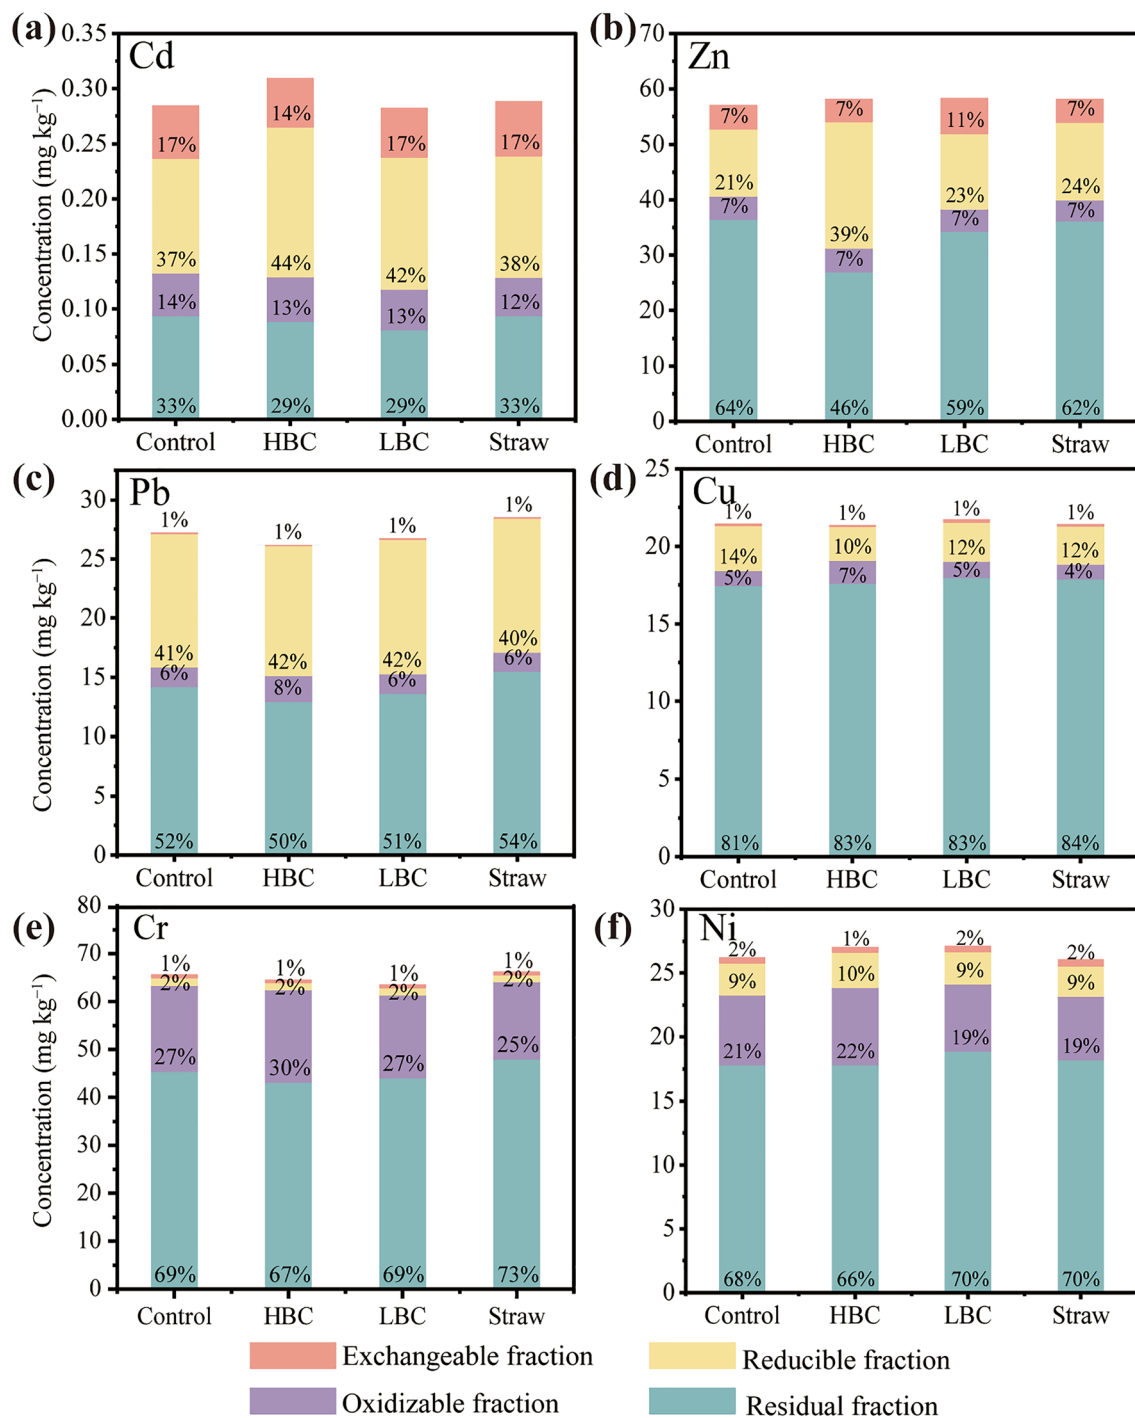 (a)
Cd
Concentration (mg kg⁻¹)
0.35
0.30
0.25
0.20
0.15
0.10
0.05
0.00
17% 14% 17% 17%
37% 44% 42% 38%
14% 13% 13% 12%
33% 29% 29% 33%
Control HBC LBC Straw
(b)
Zn
70
60
50
40
30
20
10
0
7% 7% 11% 7%
21% 39% 23% 24%
7% 7% 7% 7%
64% 46% 59% 62%
Control HBC LBC Straw
(c)
Pb
Concentration (mg kg⁻¹)
30
25
20
15
10
5
0
1% 1% 1% 1%
41% 42% 42% 40%
6% 8% 6% 6%
52% 50% 51% 54%
Control HBC LBC Straw
(d)
Cu
25
20
15
10
5
0
1% 1% 1% 1%
14% 10% 12% 12%
5% 7% 5% 4%
81% 83% 83% 84%
Control HBC LBC Straw
(e)
Cr
Concentration (mg kg⁻¹)
80
70
60
50
40
30
20
10
0
1% 1% 1% 1%
2% 2% 2% 2%
27% 30% 27% 25%
69% 67% 69% 73%
Control HBC LBC Straw
(f)
Ni
30
25
20
15
10
5
0
2% 1% 2% 2%
9% 10% 9% 9%
21% 22% 19% 19%
68% 66% 70% 70%
Control HBC LBC Straw
Exchangeable fraction
Reducible fraction
Oxidizable fraction
Residual fraction